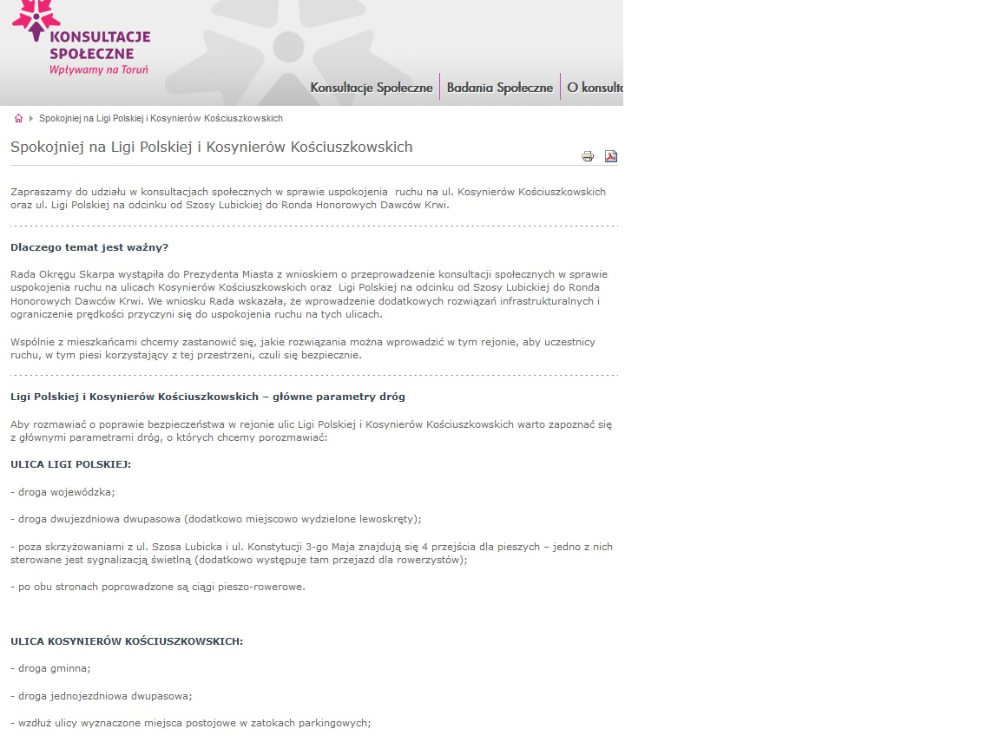 KONSULTACJE
SPOŁECZNE
Wpływamy na Toruń
Konsultacje Społeczne
Badania Społeczne
O konsulta
Spokojniej na Ligi Polskiej i Kosynierów Kościuszkowskich
Spokojniej na Ligi Polskiej i Kosynierów Kościuszkowskich
Zapraszamy do udziału w konsultacjach społecznych w sprawie uspokojenia  ruchu na ul. Kosynierów Kościuszkowskich
oraz ul. Ligi Polskiej na odcinku od Szosy Lubickiej do Ronda Honorowych Dawców Krwi.
Dlaczego temat jest ważny?
Rada Okręgu Skarpa wystąpiła do Prezydenta Miasta z wnioskiem o przeprowadzenie konsultacji społecznych w sprawie
uspokojenia ruchu na ulicach Kosynierów Kościuszkowskich oraz  Ligi Polskiej na odcinku od Szosy Lubickiej do Ronda
Honorowych Dawców Krwi. We wniosku Rada wskazała, że wprowadzenie dodatkowych rozwiązań infrastrukturalnych i
ograniczenie prędkości przyczyni się do uspokojenia ruchu na tych ulicach.
Wspólnie z mieszkańcami chcemy zastanowić się, jakie rozwiązania można wprowadzić w tym rejonie, aby uczestnicy
ruchu, w tym piesi korzystający z tej przestrzeni, czuli się bezpiecznie.
Ligi Polskiej i Kosynierów Kościuszkowskich – główne parametry dróg
Aby rozmawiać o poprawie bezpieczeństwa w rejonie ulic Ligi Polskiej i Kosynierów Kościuszkowskich warto zapoznać się
z głównymi parametrami dróg, o których chcemy porozmawiać:
ULICA LIGI POLSKIEJ:
- droga wojewódzka;
- droga dwujezdniowa dwupasowa (dodatkowo miejscowo wydzielone lewoskręty);
- poza skrzyżowaniami z ul. Szosa Lubicka i ul. Konstytucji 3-go Maja znajdują się 4 przejścia dla pieszych – jedno z nich
sterowane jest sygnalizacją świetlną (dodatkowo występuje tam przejazd dla rowerzystów);
- po obu stronach poprowadzone są ciągi pieszo-rowerowe.
ULICA KOSYNIERÓW KOŚCIUSZKOWSKICH:
- droga gminna;
- droga jednojezdniowa dwupasowa;
- wzdłuż ulicy wyznaczone miejsca postojowe w zatokach parkingowych;